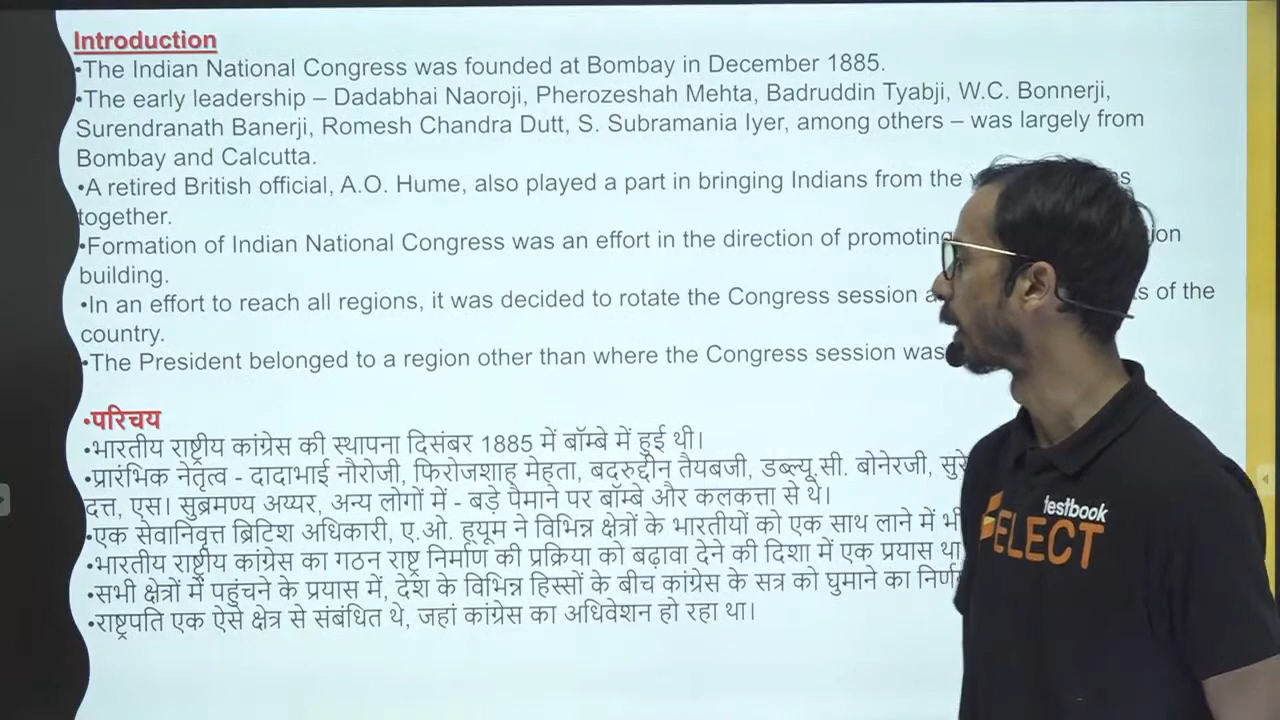 Introduction
•The Indian National Congress was founded at Bombay in December 1885.
•The early leadership – Dadabhai Naoroji, Pherozeshah Mehta, Badruddin Tyabji, W.C. Bonnerji,
Surendranath Banerji, Romesh Chandra Dutt, S. Subramania Iyer, among others – was largely from
Bombay and Calcutta.
•A retired British official, A.O. Hume, also played a part in bringing Indians from the
together.
•Formation of Indian National Congress was an effort in the direction of promoting
building.
•In an effort to reach all regions, it was decided to rotate the Congress session of the
country.
•The President belonged to a region other than where the Congress session was
•परिचय
•भारतीय राष्ट्रीय कांग्रेस की स्थापना दिसंबर 1885 में बॉम्बे में हुई थी।
•प्रारंभिक नेतृत्व - दादाभाई नौरोजी, फिरोजशाह मेहता, बदरुद्दीन तैयबजी, डब्ल्यू.सी. बोनेरजी,
दत्त, एस। सुब्रमण्य अय्यर, अन्य लोगों में - बड़े पैमाने पर बॉम्बे और कलकत्ता से थे।
•एक सेवानिवृत्त ब्रिटिश अधिकारी, ए.ओ. ह्यूम ने विभिन्न क्षेत्रों के भारतीयों को एक साथ लाने में
•भारतीय राष्ट्रीय कांग्रेस का गठन राष्ट्र निर्माण की प्रक्रिया को बढ़ावा देने की दिशा में एक प्रयास था
•सभी क्षेत्रों में पहुंचने के प्रयास में, देश के विभिन्न हिस्सों के बीच कांग्रेस के सत्र को घुमाने का
•राष्ट्रपति एक ऐसे क्षेत्र से संबंधित थे, जहां कांग्रेस का अधिवेशन हो रहा था।
testbook
SELECT